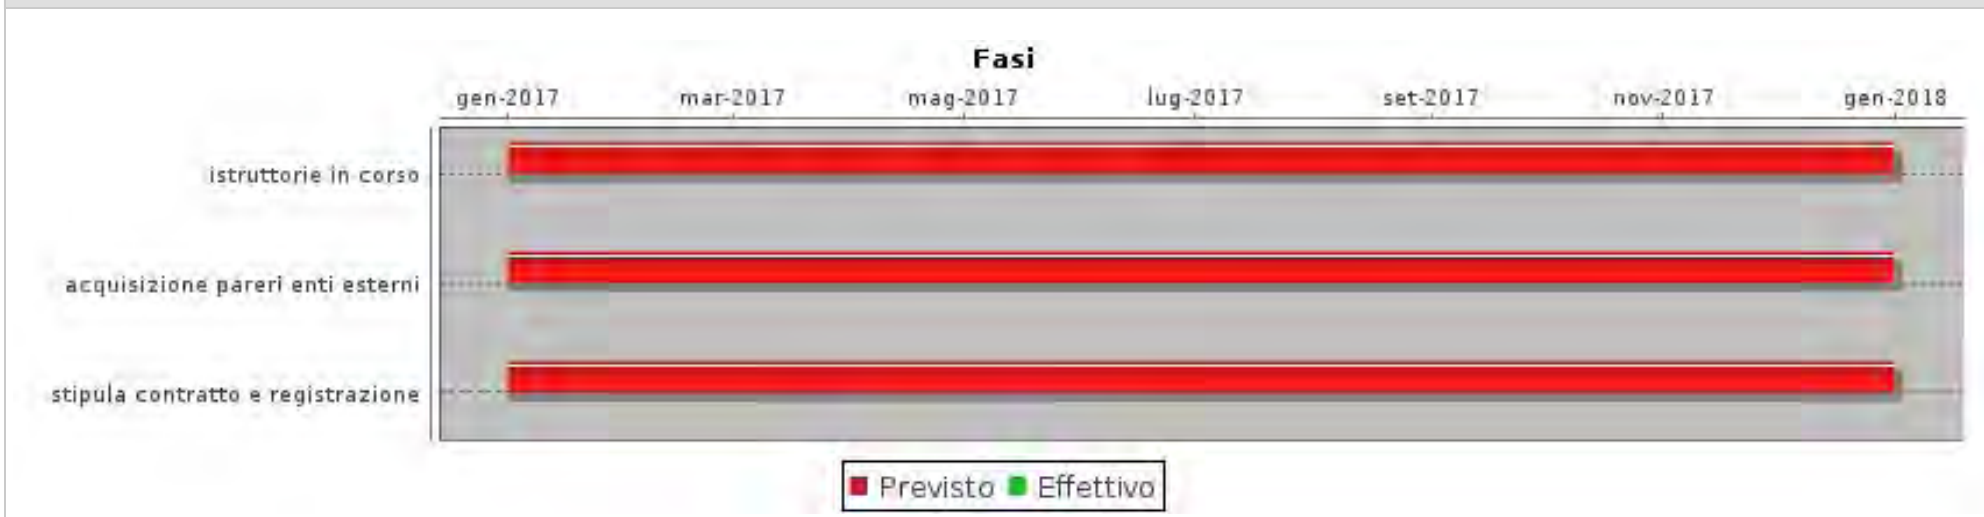 Fasi
gen-2017 mar-2017 mag-2017 lug-2017 set-2017 nov-2017 gen-2018
istruttorie in corso
acquisizione pareri enti esterni
stipula contratto e registrazione
Previsto Effettivo